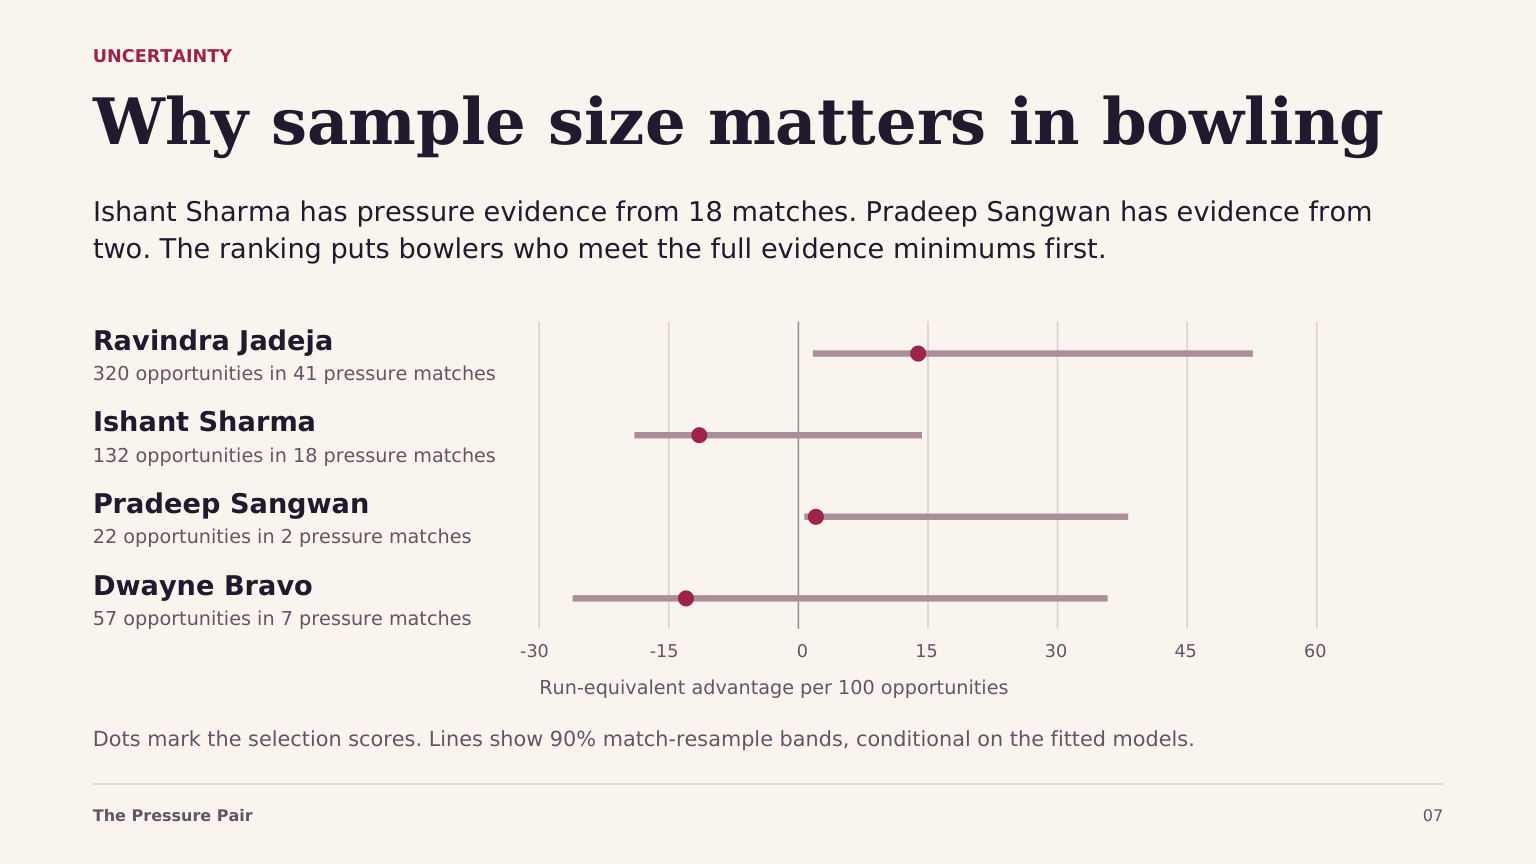 UNCERTAINTY
Why sample size matters in bowling
Ishant Sharma has pressure evidence from 18 matches. Pradeep Sangwan has evidence from
two. The ranking puts bowlers who meet the full evidence minimums first.
Ravindra Jadeja
320 opportunities in 41 pressure matches
Ishant Sharma
132 opportunities in 18 pressure matches
Pradeep Sangwan
22 opportunities in 2 pressure matches
Dwayne Bravo
57 opportunities in 7 pressure matches
-30 -15 0 15 30 45 60
Run-equivalent advantage per 100 opportunities
Dots mark the selection scores. Lines show 90% match-resample bands, conditional on the fitted models.
The Pressure Pair 07